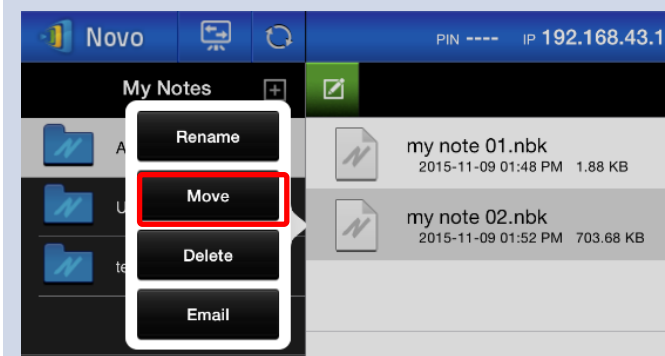 Novo
PIN ---- IP 192.168.43.1
My Notes
Rename
Move
Delete
Email
my note 01.nbk
2015-11-09 01:48 PM 1.88 KB
my note 02.nbk
2015-11-09 01:52 PM 703.68 KB